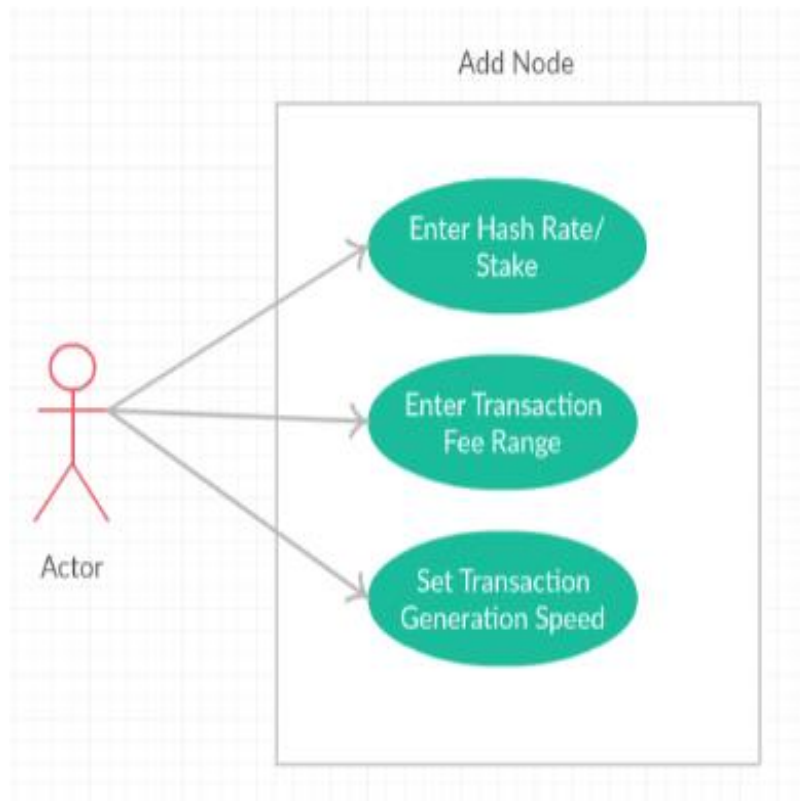 Add Node
Enter Hash Rate/
Stake
Enter Transaction
Fee Range
Set Transaction
Generation Speed
Actor